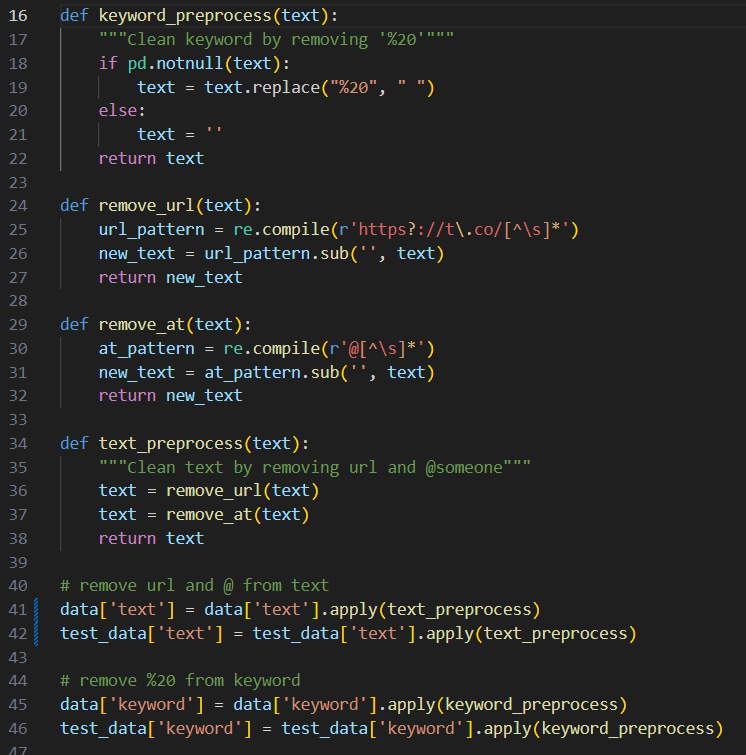 16 def keyword_preprocess(text):
17     """Clean keyword by removing '%20'"""
18     if pd.notnull(text):
19         text = text.replace("%20", " ")
20     else:
21         text = ''
22     return text
23
24 def remove_url(text):
25     url_pattern = re.compile(r'https?://t\.co/[^\s]*')
26     new_text = url_pattern.sub('', text)
27     return new_text
28
29 def remove_at(text):
30     at_pattern = re.compile(r'@[^\s]*')
31     new_text = at_pattern.sub('', text)
32     return new_text
33
34 def text_preprocess(text):
35     """Clean text by removing url and @someone"""
36     text = remove_url(text)
37     text = remove_at(text)
38     return text
39
40 # remove url and @ from text
41 data['text'] = data['text'].apply(text_preprocess)
42 test_data['text'] = test_data['text'].apply(text_preprocess)
43
44 # remove %20 from keyword
45 data['keyword'] = data['keyword'].apply(keyword_preprocess)
46 test_data['keyword'] = test_data['keyword'].apply(keyword_preprocess)
47